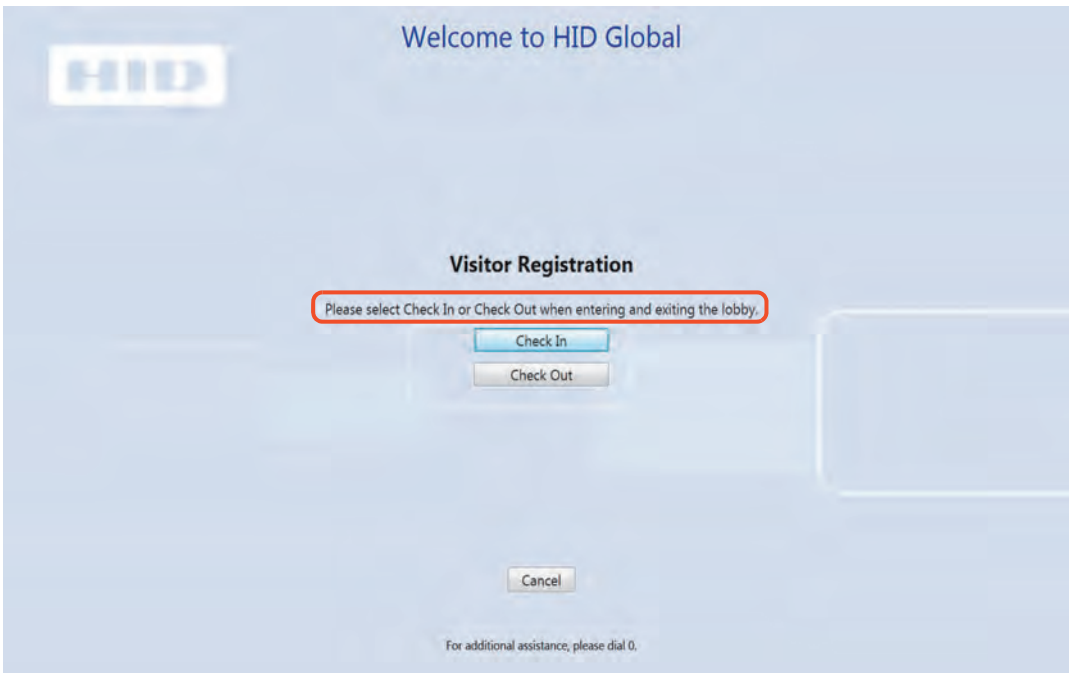 Welcome to HID Global
HID
Visitor Registration
Please select Check In or Check Out when entering and exiting the lobby.
Check In
Check Out
Cancel
For additional assistance, please dial 0.